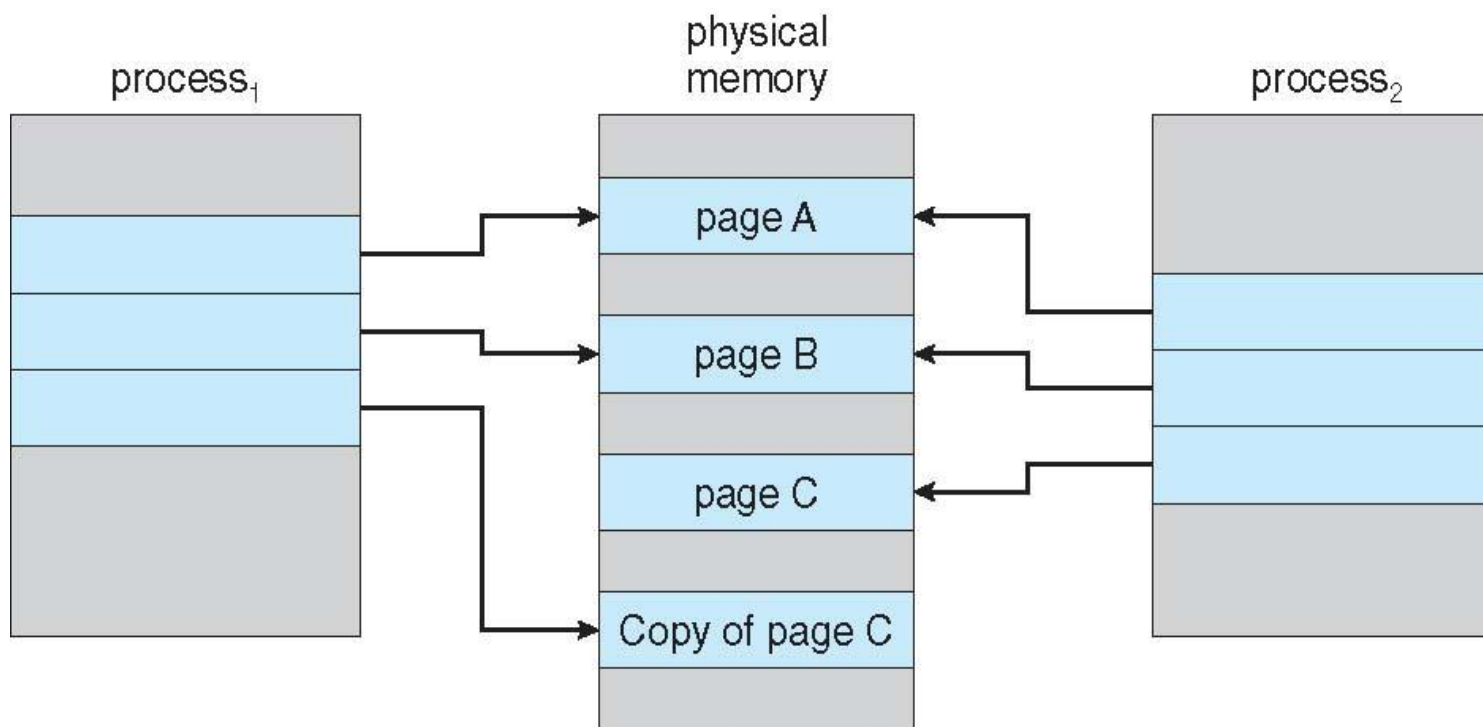 physical
memory
process₁
process₂
page A
page B
page C
Copy of page C